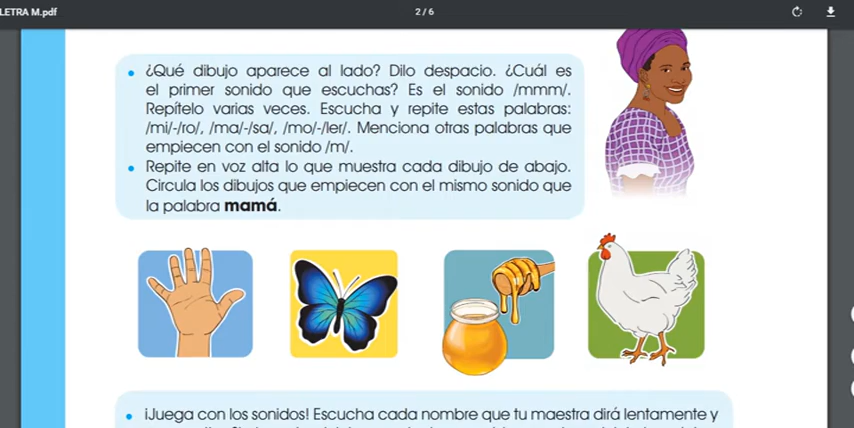 LETRA M.pdf
2 / 6
¿Qué dibujo aparece al lado? Dilo despacio. ¿Cuál es
el primer sonido que escuchas? Es el sonido /mmm/.
Repítelo varias veces. Escucha y repite estas palabras:
/mi/-/ro/, /ma/-/sa/, /mo/-/ler/. Menciona otras palabras que
empiecen con el sonido /m/.
Repite en voz alta lo que muestra cada dibujo de abajo.
Circula los dibujos que empiecen con el mismo sonido que
la palabra mamá.
¡Juega con los sonidos! Escucha cada nombre que tu maestra dirá lentamente y